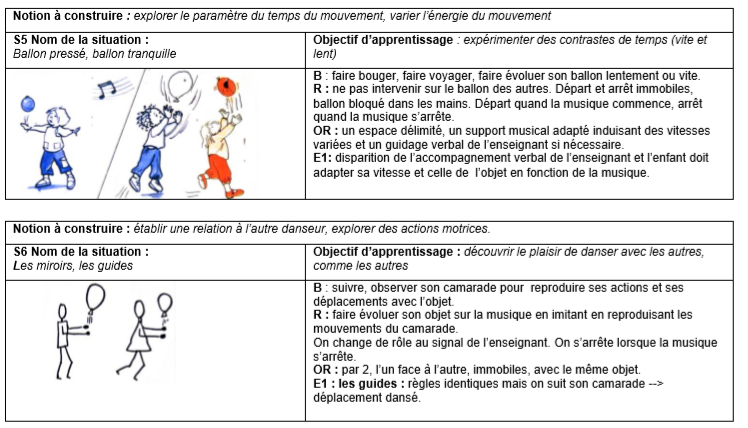 Notion à construire : explorer le paramètre du temps du mouvement, varier l'énergie du mouvement
S5 Nom de la situation :
Ballon pressé, ballon tranquille
Objectif d'apprentissage : expérimenter des contrastes de temps (vite et
lent)
B : faire bouger, faire voyager, faire évoluer son ballon lentement ou vite.
R : ne pas intervenir sur le ballon des autres. Départ et arrêt immobiles,
ballon bloqué dans les mains. Départ quand la musique commence, arrêt
quand la musique s'arrête.
OR : un espace délimité, un support musical adapté induisant des vitesses
variées et un guidage verbal de l'enseignant si nécessaire.
E1: disparition de l'accompagnement verbal de l'enseignant et l'enfant doit
adapter sa vitesse et celle de l'objet en fonction de la musique.
Notion à construire : établir une relation à l'autre danseur, explorer des actions motrices.
S6 Nom de la situation :
Les miroirs, les guides
Objectif d'apprentissage : découvrir le plaisir de danser avec les autres,
comme les autres
B : suivre, observer son camarade pour reproduire ses actions et ses
déplacements avec l'objet.
R : faire évoluer son objet sur la musique en imitant en reproduisant les
mouvements du camarade.
On change de rôle au signal de l'enseignant. On s'arrête lorsque la musique
s'arrête.
OR : par 2, l'un face à l'autre, immobiles, avec le même objet.
E1 : les guides : règles identiques mais on suit son camarade -->
déplacement dansé.